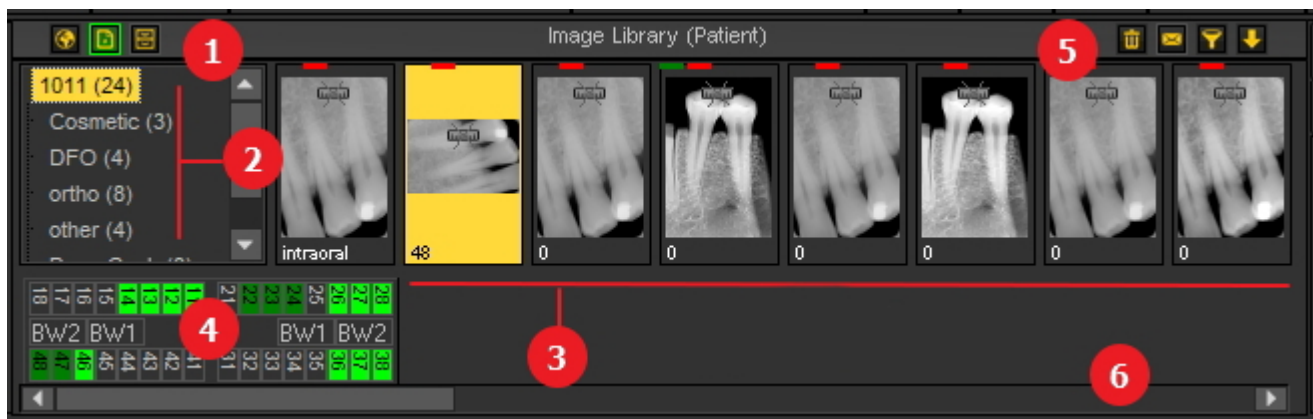 Image Library (Patient)
1
5
1011 (24)
Cosmetic (3)
DFO (4)
ortho (8)
other (4)
2
intraoral
48
0
0
0
0
0
0
18 17 16 15 14 13 12 11 21 22 23 24 25 26 27 28
BW2 BW1 BW1 BW2
48 47 46 45 44 43 42 41 31 32 33 34 35 36 37 38
4
3
6